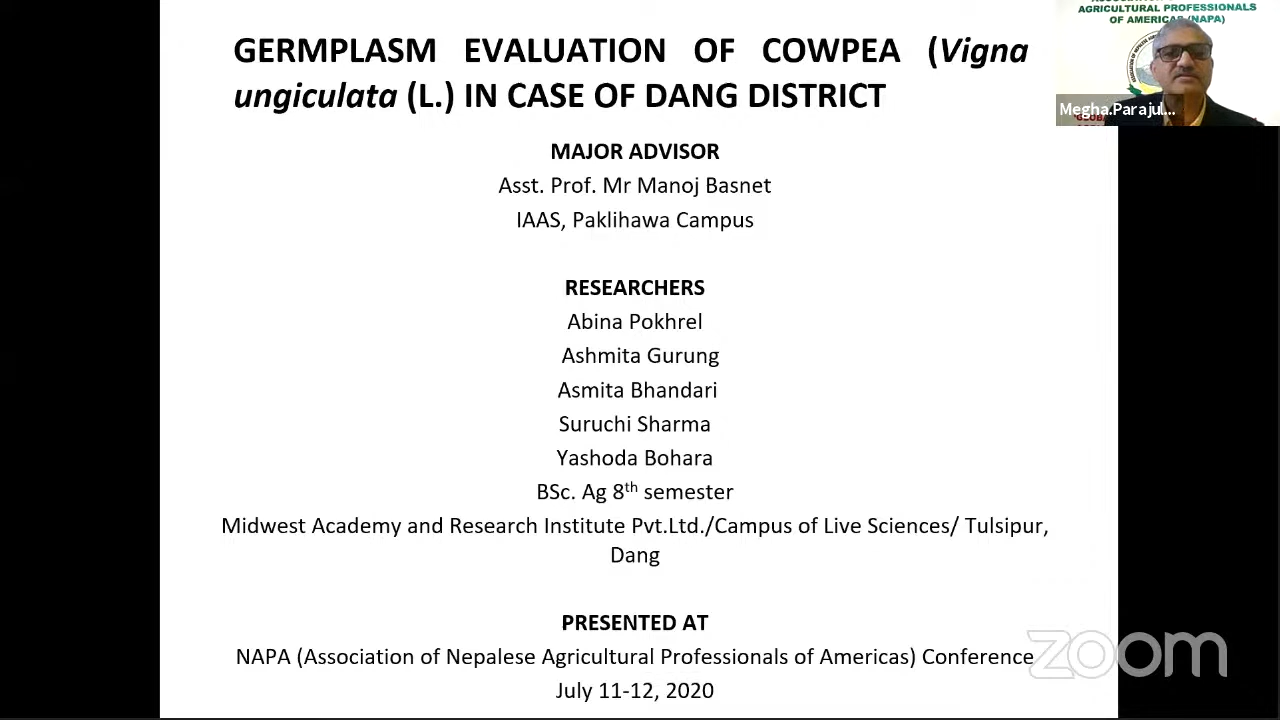 GERMPLASM EVALUATION OF COWPEA (Vigna
ungiculata (L.) IN CASE OF DANG DISTRICT
MAJOR ADVISOR
Asst. Prof. Mr Manoj Basnet
IAAS, Paklihawa Campus
RESEARCHERS
Abina Pokhrel
Ashmita Gurung
Asmita Bhandari
Suruchi Sharma
Yashoda Bohara
BSc. Ag 8th semester
Midwest Academy and Research Institute Pvt.Ltd./Campus of Live Sciences/ Tulsipur,
Dang
PRESENTED AT
NAPA (Association of Nepalese Agricultural Professionals of Americas) Conference
July 11-12, 2020
AGRICULTURAL PROFESSIONALS
OF AMERICAS (NAPA)
Megha.Parajul...
zoom